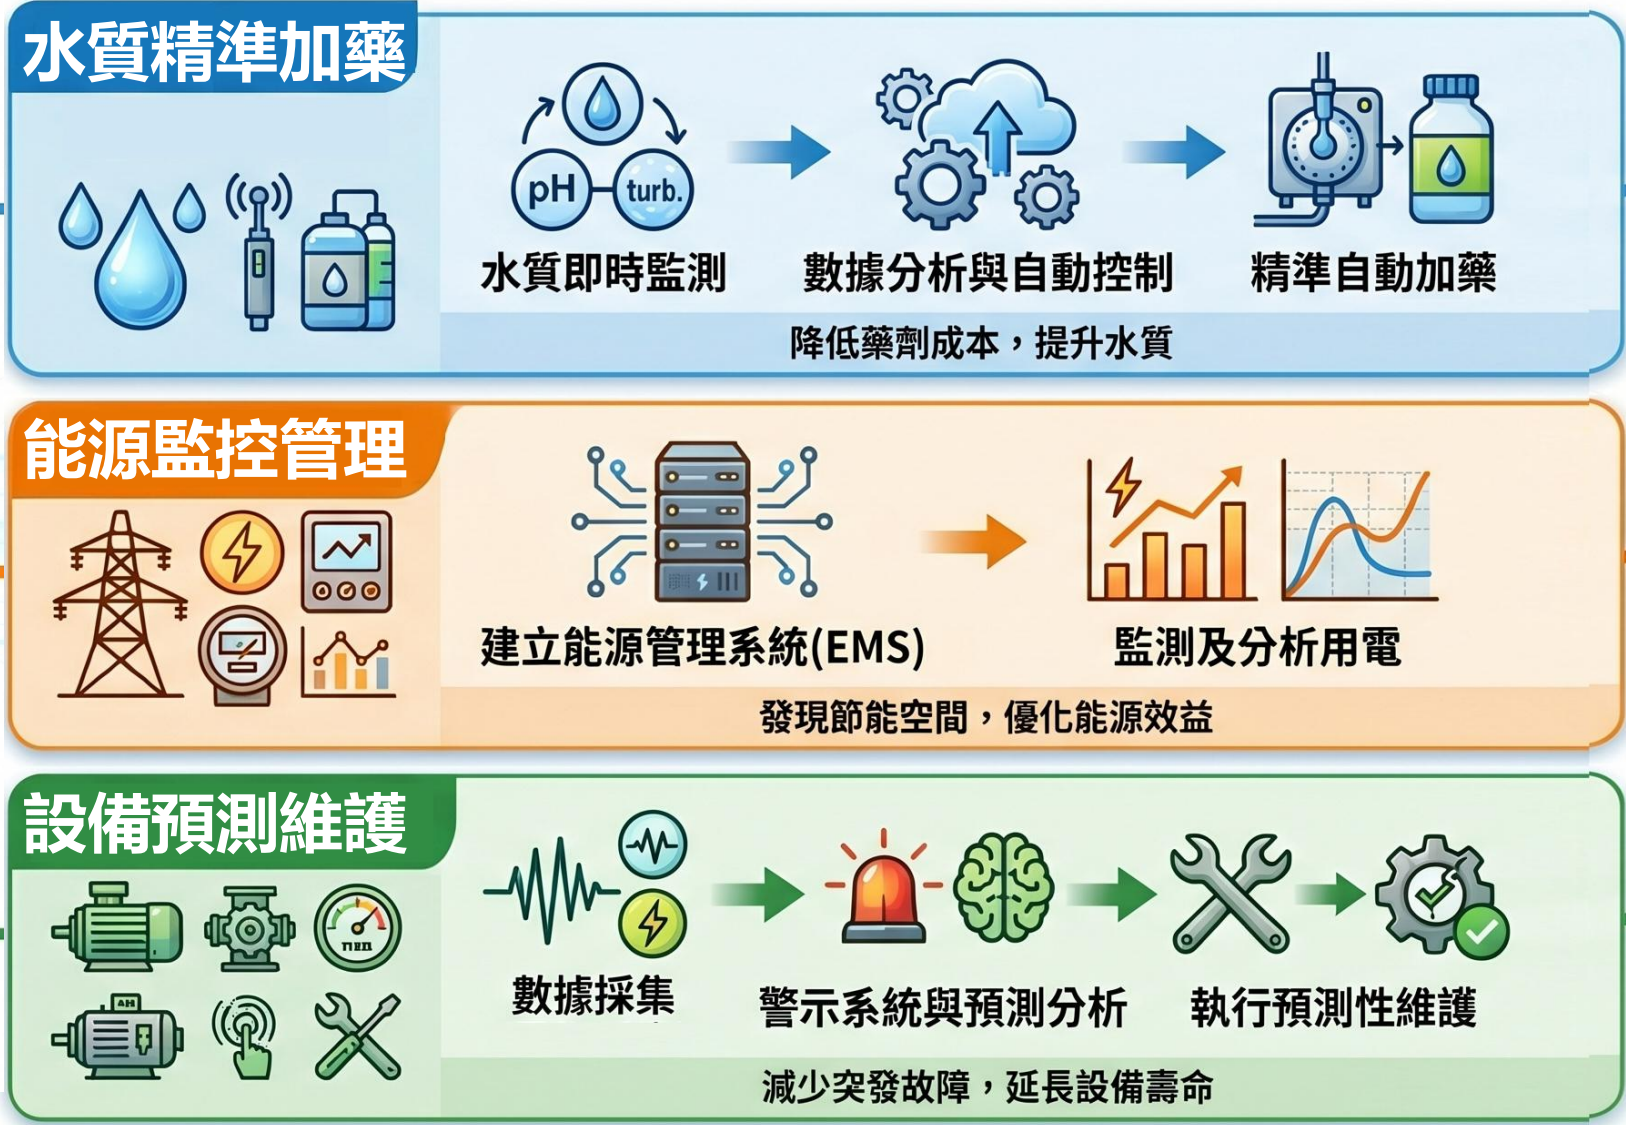 水質精準加藥
pH
turb.
水質即時監測
數據分析與自動控制
精準自動加藥
降低藥劑成本，提升水質
能源監控管理
建立能源管理系統(EMS)
監測及分析用電
發現節能空間，優化能源效益
設備預測維護
數據採集
警示系統與預測分析
執行預測性維護
減少突發故障，延長設備壽命